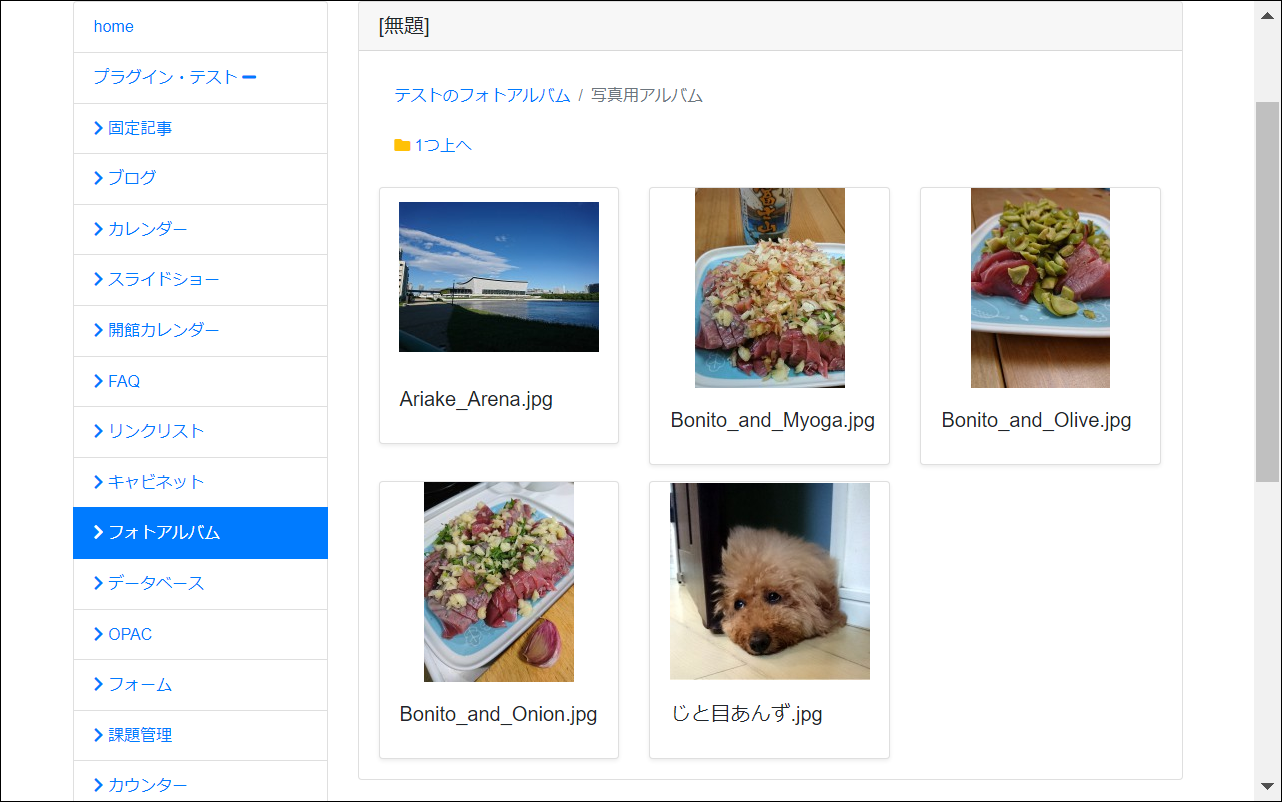 home
プラグイン・テスト
固定記事
ブログ
カレンダー
スライドショー
開館カレンダー
FAQ
リンクリスト
キャビネット
フォトアルバム
データベース
OPAC
フォーム
課題管理
カウンター
[無題]
テストのフォトアルバム / 写真用アルバム
1つ上へ
富士山
Ariake_Arena.jpg
Bonito_and_Myoga.jpg
Bonito_and_Olive.jpg
Bonito_and_Onion.jpg
じと目あんず.jpg